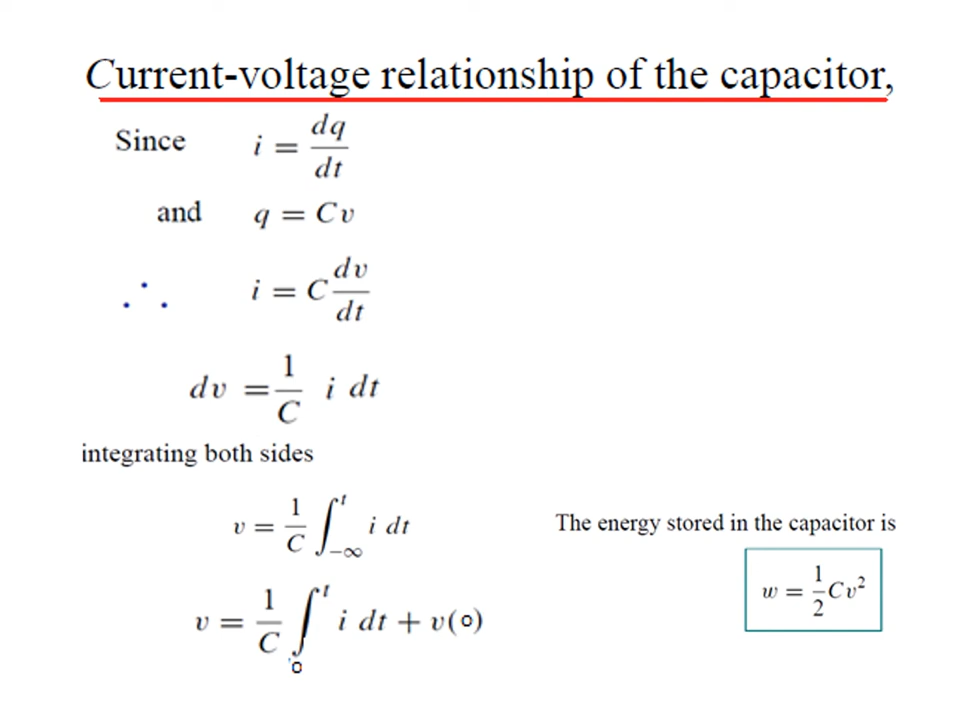 Current-voltage relationship of the capacitor,
Since i = dq/dt
and q = Cv
∴ i = C dv/dt
dv = 1/C i dt
integrating both sides
v = 1/C ∫_{-∞}^{t} i dt
The energy stored in the capacitor is
w = 1/2 Cv²
v = 1/C ∫_{0}^{t} i dt + v(0)